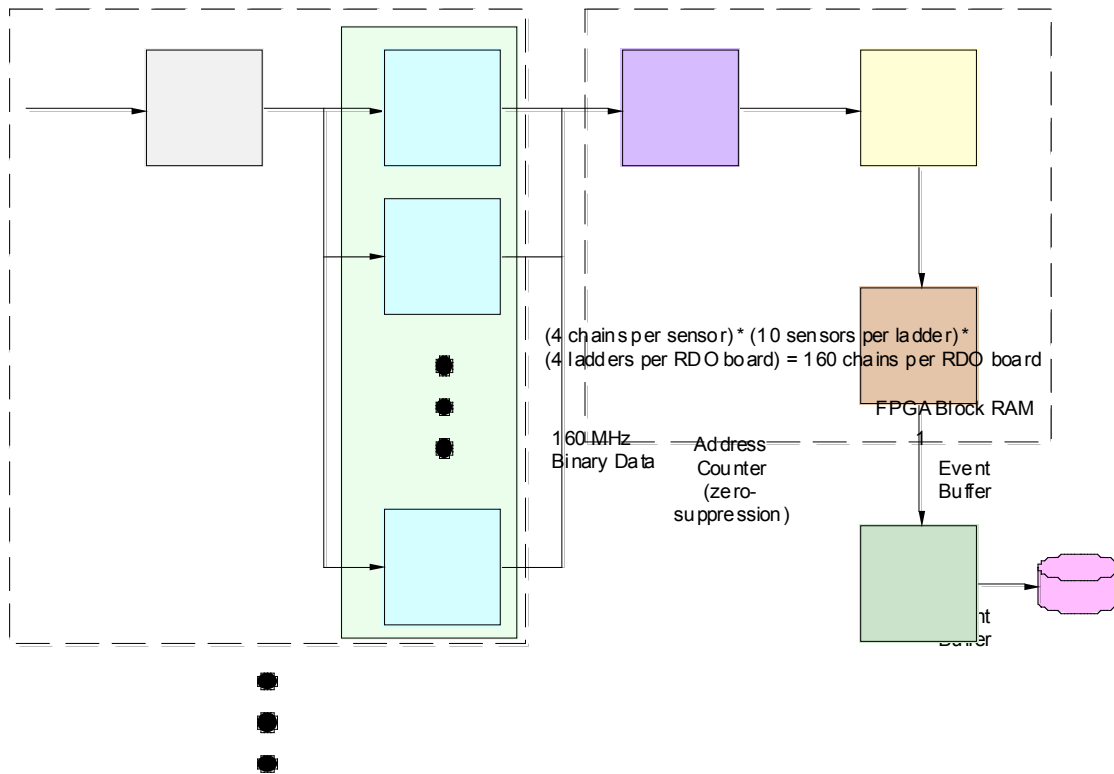 (4 chains per sensor) * (10 sensors per ladder) *
(4 ladders per RDO board) = 160 chains per RDO board
FPGA Block RAM
1
160 MHz
Binary Data
Address
Counter
(zero-
suppression)
Event
Buffer